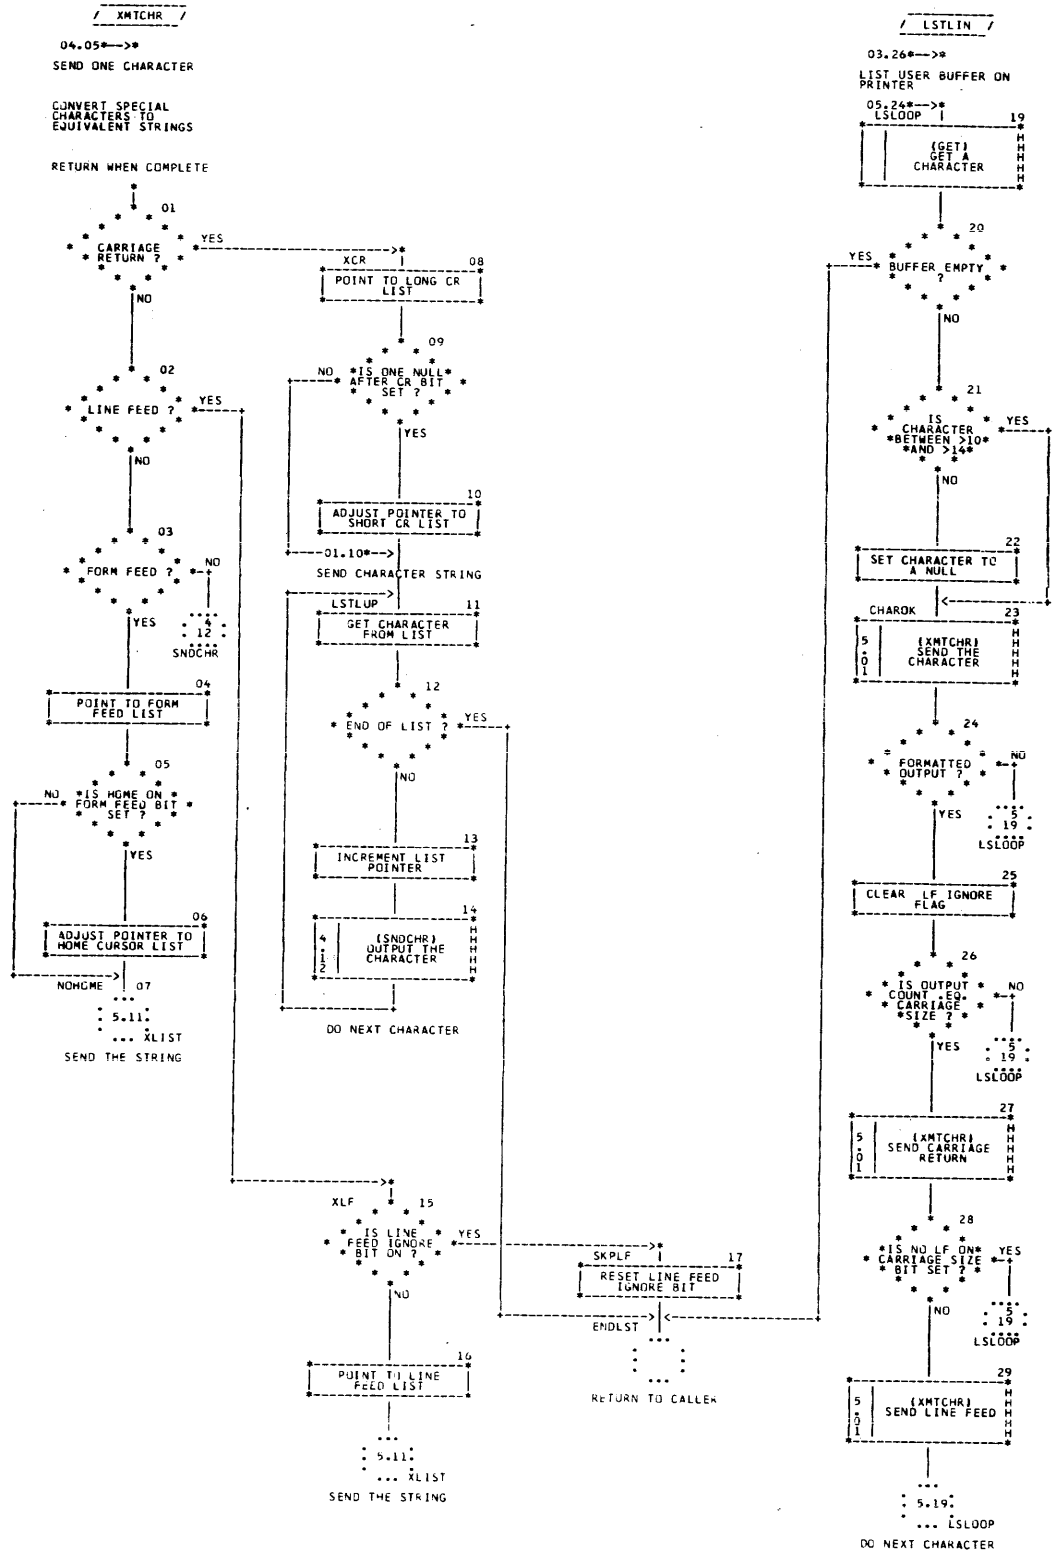 / XMTCHR /
04.05*-->*
SEND ONE CHARACTER
CONVERT SPECIAL
CHARACTERS TO
EQUIVALENT STRINGS
RETURN WHEN COMPLETE
01
CARRIAGE
RETURN ?
YES
NO
02
LINE FEED ?
YES
NO
03
FORM FEED ?
NO
YES
4
12
SNDCHR
04
POINT TO FORM
FEED LIST
05
IS HOME ON
FORM FEED BIT
SET ?
NO
YES
06
ADJUST POINTER TO
HOME CURSOR LIST
NOHOME
07
5.11
XLIST
SEND THE STRING
XCR
08
POINT TO LONG CR
LIST
09
IS ONE NULL
AFTER CR BIT
SET ?
NO
YES
10
ADJUST POINTER TO
SHORT CR LIST
01.10*-->
SEND CHARACTER STRING
LSTLUP
11
GET CHARACTER
FROM LIST
12
END OF LIST ?
YES
NO
13
INCREMENT LIST
POINTER
14
4.12
(SNDCHR)
OUTPUT THE
CHARACTER
H
H
H
H
H
DO NEXT CHARACTER
XLF
15
IS LINE
FEED IGNORE
BIT ON ?
YES
NO
16
POINT TO LINE
FEED LIST
5.11
XLIST
SEND THE STRING
SKPLF
17
RESET LINE FEED
IGNORE BIT
ENDLST
RETURN TO CALLER
/ LSTLIN /
03.26*-->*
LIST USER BUFFER ON
PRINTER
05.24*-->*
LSLOOP
19
(GET)
GET A
CHARACTER
H
H
H
H
H
20
BUFFER EMPTY
?
YES
NO
21
IS
CHARACTER
BETWEEN >10
AND >14
YES
NO
22
SET CHARACTER TO
A NULL
CHAROK
23
5.01
(XMTCHR)
SEND THE
CHARACTER
H
H
H
H
H
24
FORMATTED
OUTPUT ?
NO
YES
5
19
LSLOOP
25
CLEAR LF IGNORE
FLAG
26
IS OUTPUT
COUNT .EQ.
CARRIAGE
SIZE ?
NO
YES
5
19
LSLOOP
27
5.01
(XMTCHR)
SEND CARRIAGE
RETURN
H
H
H
H
H
28
IS NO LF ON
CARRIAGE SIZE
BIT SET ?
YES
NO
5
19
LSLOOP
29
5.01
(XMTCHR)
SEND LINE FEED
H
H
H
H
H
5.19
LSLOOP
DO NEXT CHARACTER